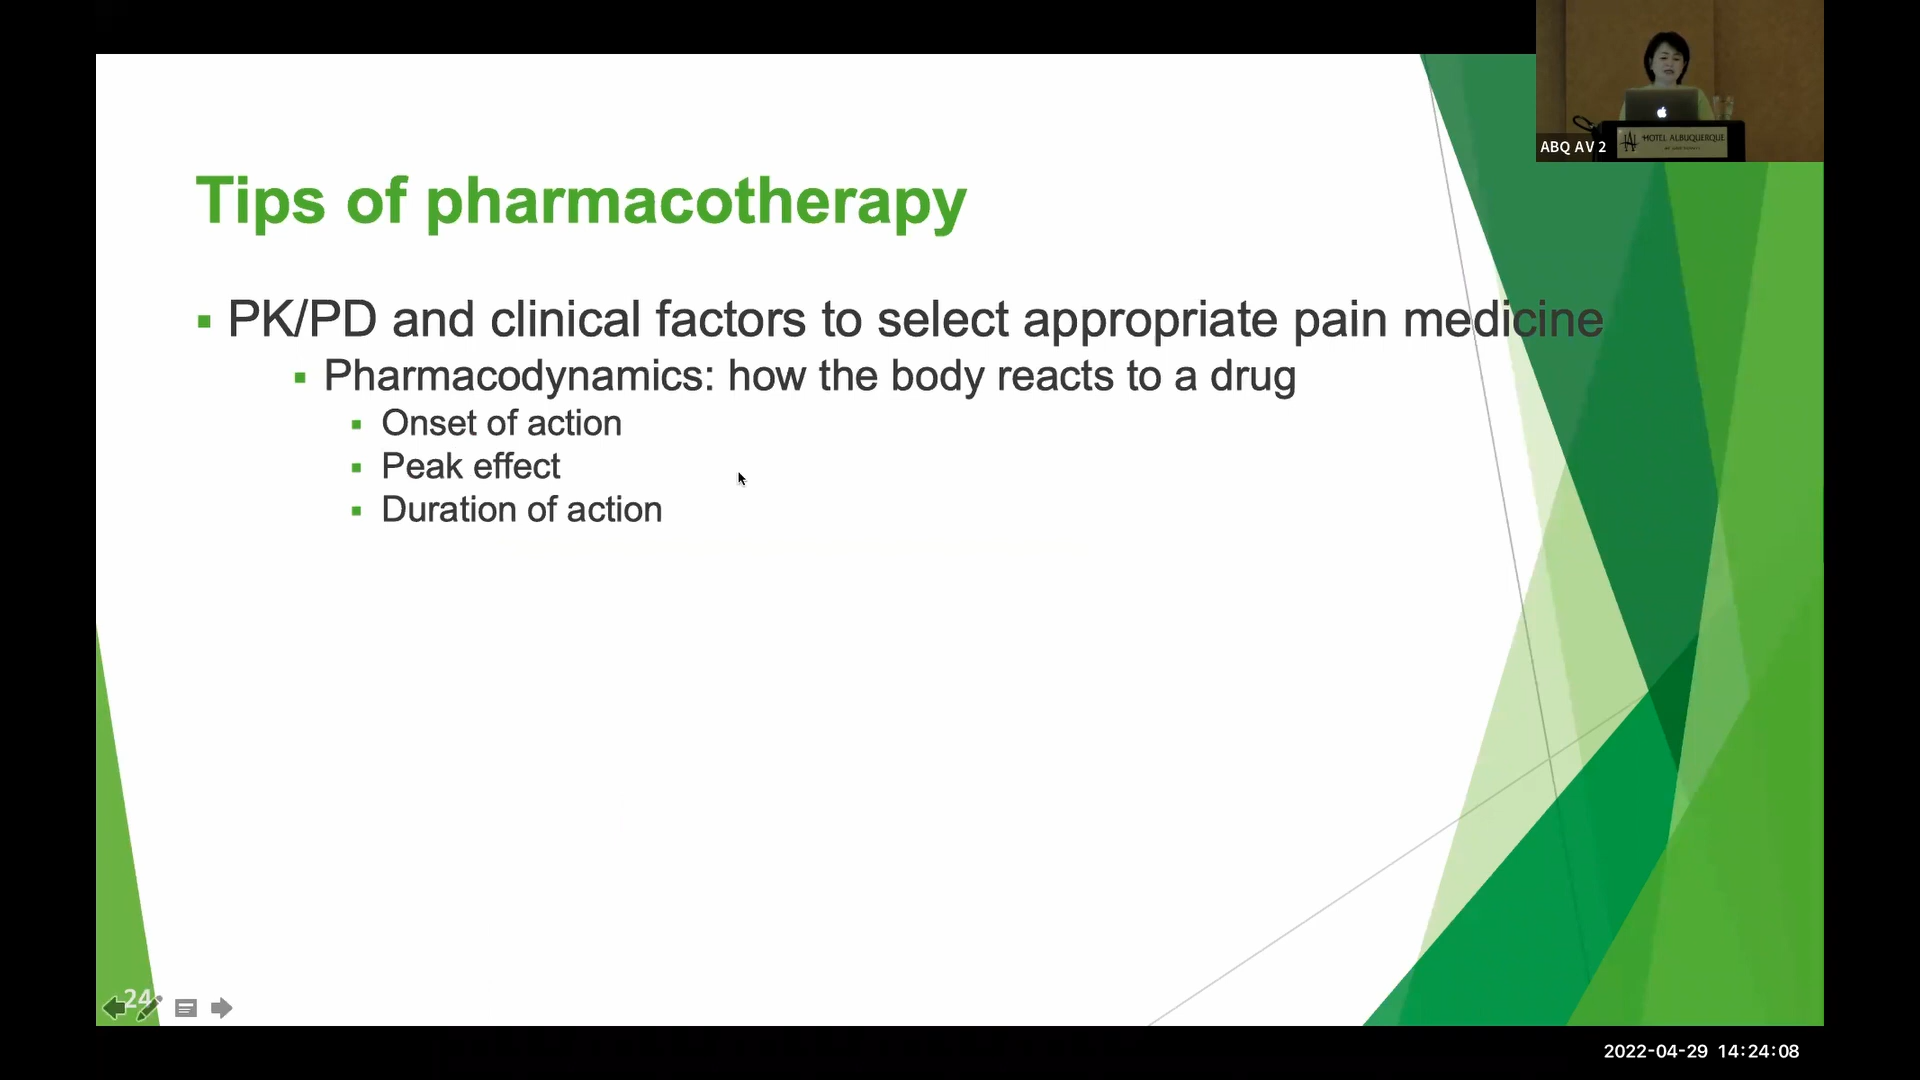 Tips of pharmacotherapy
▪ PK/PD and clinical factors to select appropriate pain medicine
▪ Pharmacodynamics: how the body reacts to a drug
▪ Onset of action
▪ Peak effect
▪ Duration of action
ABQ AV 2
HOTEL ALBUQUERQUE
24
2022-04-29 14:24:08